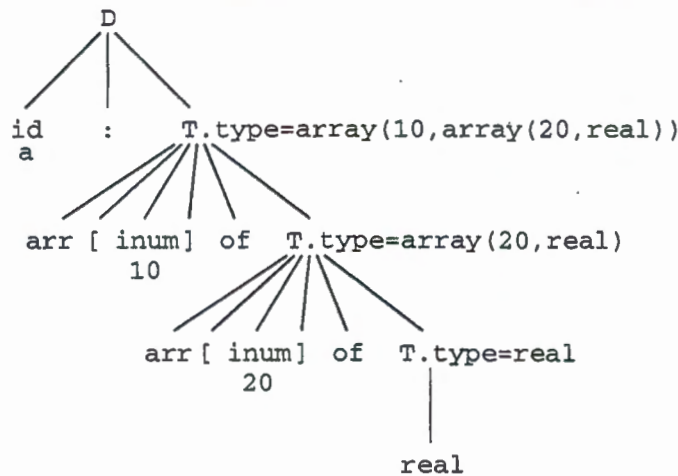 D
id : T.type=array(10,array(20,real))
a
arr [ inum] of T.type=array(20,real)
10
arr [ inum] of T.type=real
20
real